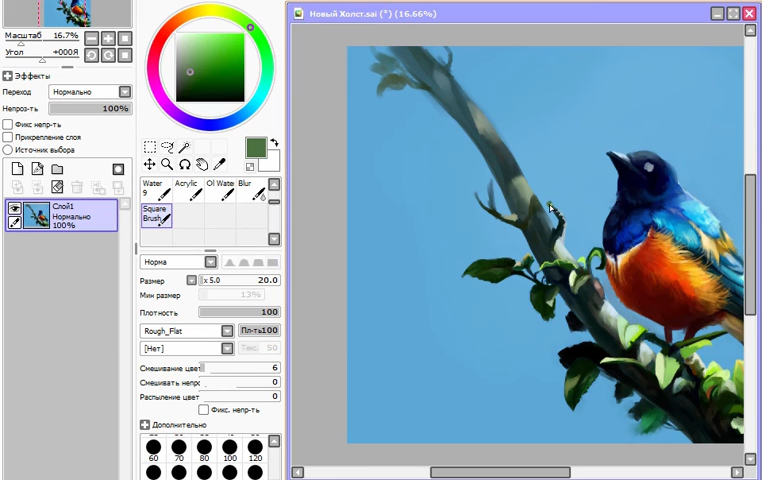 Новый Холст.sai (*) (16.66%)
Масштаб 16.7%
Угол +000Я
Эффекты
Переход Нормально
Непроз-ть 100%
Фикс непр-ть
Прикрепление слоя
Источник выбора
Слой1
Нормально
100%
Water 9
Acrylic
Oil Wate
Blur
Square Brush
Норма
Размер x 5.0 20.0
Мин размер 13%
Плотность 100
Rough_Flat Пл-ть100
[Нет] Текс. 50
Смешивание цвет 6
Смешивать непрс 0
Распыление цвет 0
Фикс. непр-ть
Дополнительно
60 70 80 100 120